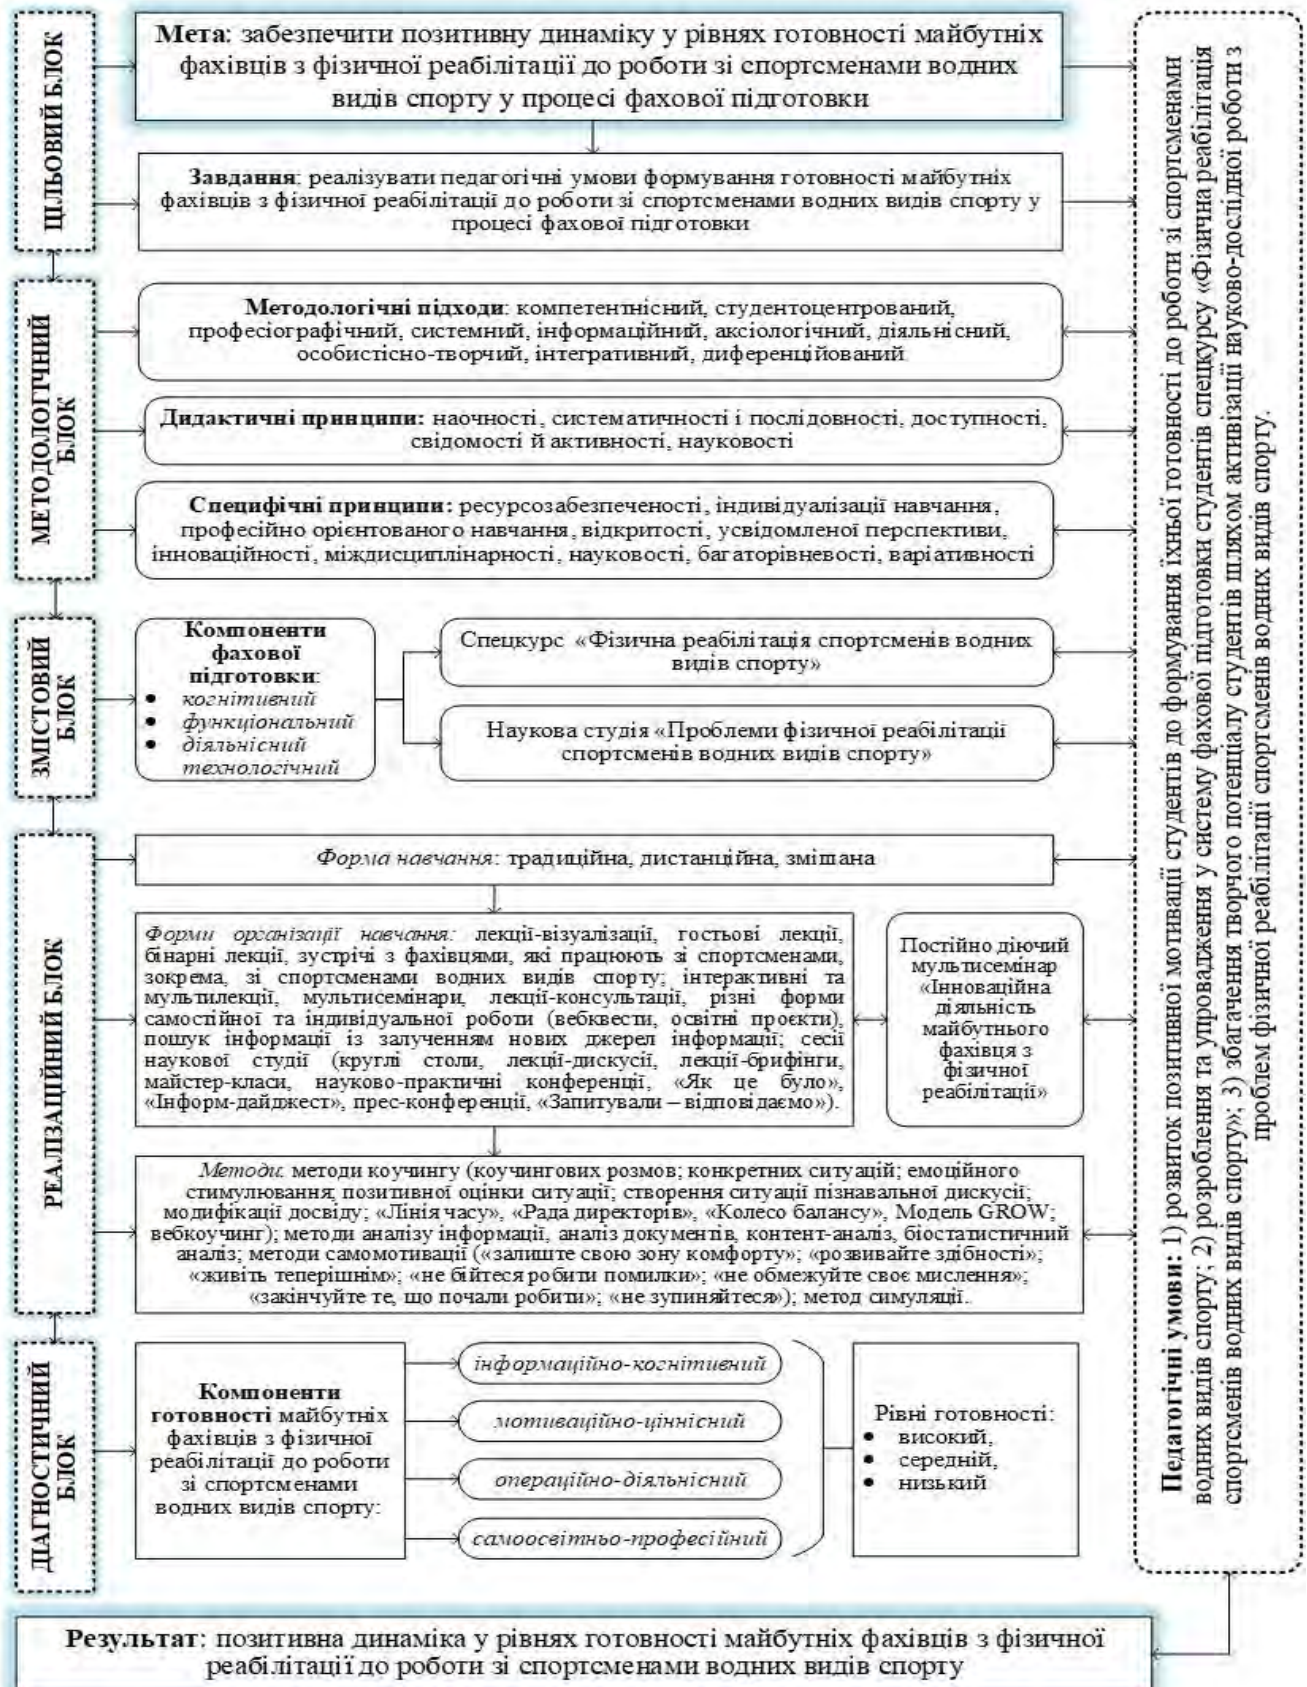 ЦІЛЬОВИЙ БЛОК
Мета: забезпечити позитивну динаміку у рівнях готовності майбутніх
фахівців з фізичної реабілітації до роботи зі спортсменами водних
видів спорту у процесі фахової підготовки
Завдання: реалізувати педагогічні умови формування готовності майбутніх
фахівців з фізичної реабілітації до роботи зі спортсменами водних видів спорту у
процесі фахової підготовки
МЕТОДОЛОГІЧНИЙ
БЛОК
Методологічні підходи: компетентнісний, студентоцентрований,
професіографічний, системний, інформаційний, аксіологічний, діяльнісний,
особистісно-творчий, інтегративний, диференційований
Дидактичні принципи: наочності, систематичності і послідовності, доступності,
свідомості й активності, науковості
Специфічні принципи: ресурсозабезпеченості, індивідуалізації навчання,
професійно орієнтованого навчання, відкритості, усвідомленої перспективи,
інноваційності, міждисциплінарності, науковості, багаторівневості, варіативності
ЗМІСТОВИЙ
БЛОК
Компоненти
фахової
підготовки:
• когнітивний
• функціональний
• діяльнісний
технологічний
Спецкурс «Фізична реабілітація спортсменів водних
видів спорту»
Наукова студія «Проблеми фізичної реабілітації
спортсменів водних видів спорту»
РЕАЛІЗАЦІЙНИЙ БЛОК
Форма навчання: традиційна, дистанційна, змішана
Форми організації навчання: лекції-візуалізації, гостьові лекції,
бінарні лекції, зустрічі з фахівцями, які працюють зі спортсменами,
зокрема, зі спортсменами водних видів спорту; інтерактивні та
мультилекції, мультисемінари, лекції-консультації, різні форми
самостійної та індивідуальної роботи (вебквести, освітні проєкти),
пошук інформації із залученням нових джерел інформації; сесії
наукової студії (круглі столи, лекції-дискусії, лекції-брифінги,
майстер-класи, науково-практичні конференції, «Як це було»,
«Інформ-дайджест», прес-конференції, «Запитували – відповідаємо»).
Постійно діючий
мультисемінар
«Інноваційна
діяльність
майбутнього
фахівця з
фізичної
реабілітації»
Методи: методи коучингу (коучингових розмов; конкретних ситуацій; емоційного
стимулювання; позитивної оцінки ситуації; створення ситуації пізнавальної дискусії;
модифікації досвіду; «Лінія часу», «Рада директорів», «Колесо балансу», Модель GROW;
вебкоучинг); методи аналізу інформації, аналіз документів, контент-аналіз, біостатистичний
аналіз; методи самомотивації («залиште свою зону комфорту»; «розвивайте здібності»;
«живіть теперішнім»; «не бійтеся робити помилки»; «не обмежуйте своє мислення»;
«закінчуйте те, що почали робити»; «не зупиняйтеся»); метод симуляції.
ДІАГНОСТИЧНИЙ
БЛОК
Компоненти
готовності майбутніх
фахівців з фізичної
реабілітації до роботи
зі спортсменами
водних видів спорту:
інформаційно-когнітивний
мотиваційно-ціннісний
операційно-діяльнісний
самоосвітньо-професійний
Рівні готовності:
• високий,
• середній,
• низький
Педагогічні умови: 1) розвиток позитивної мотивації студентів до формування їхньої готовності до роботи зі спортсменами
водних видів спорту; 2) розроблення та упровадження у систему фахової підготовки студентів спецкурсу «Фізична реабілітація
спортсменів водних видів спорту»; 3) збагачення творчого потенціалу студентів шляхом активізації науково-дослідної роботи з
проблем фізичної реабілітації спортсменів водних видів спорту.
Результат: позитивна динаміка у рівнях готовності майбутніх фахівців з фізичної
реабілітації до роботи зі спортсменами водних видів спорту